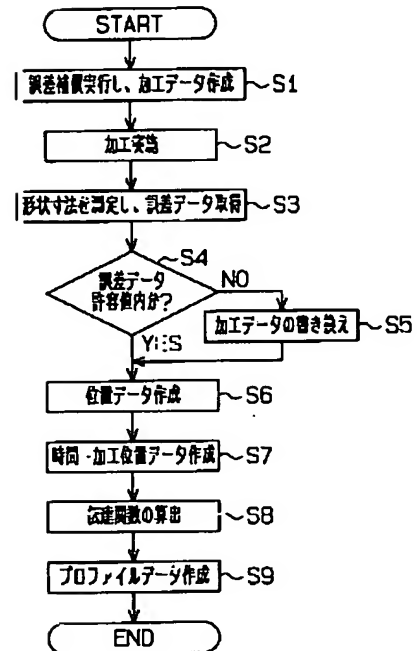 START
誤差補償実行し、加工データ作成
S1
加工実施
S2
形状寸法を測定し、誤差データ取得
S3
S4
誤差データ
許容値内か?
NO
YES
加工データの書き換え
S5
位置データ作成
S6
時間-加工位置データ作成
S7
伝達関数の算出
S8
プロファイルデータ作成
S9
END